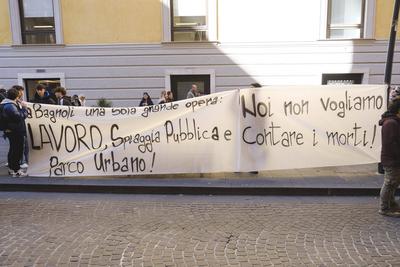 a Bagnoli una sola grande opera:
LAVORO, Spiaggia Pubblica e
Parco Urbano!
Noi non Vogliamo
Contare i morti!